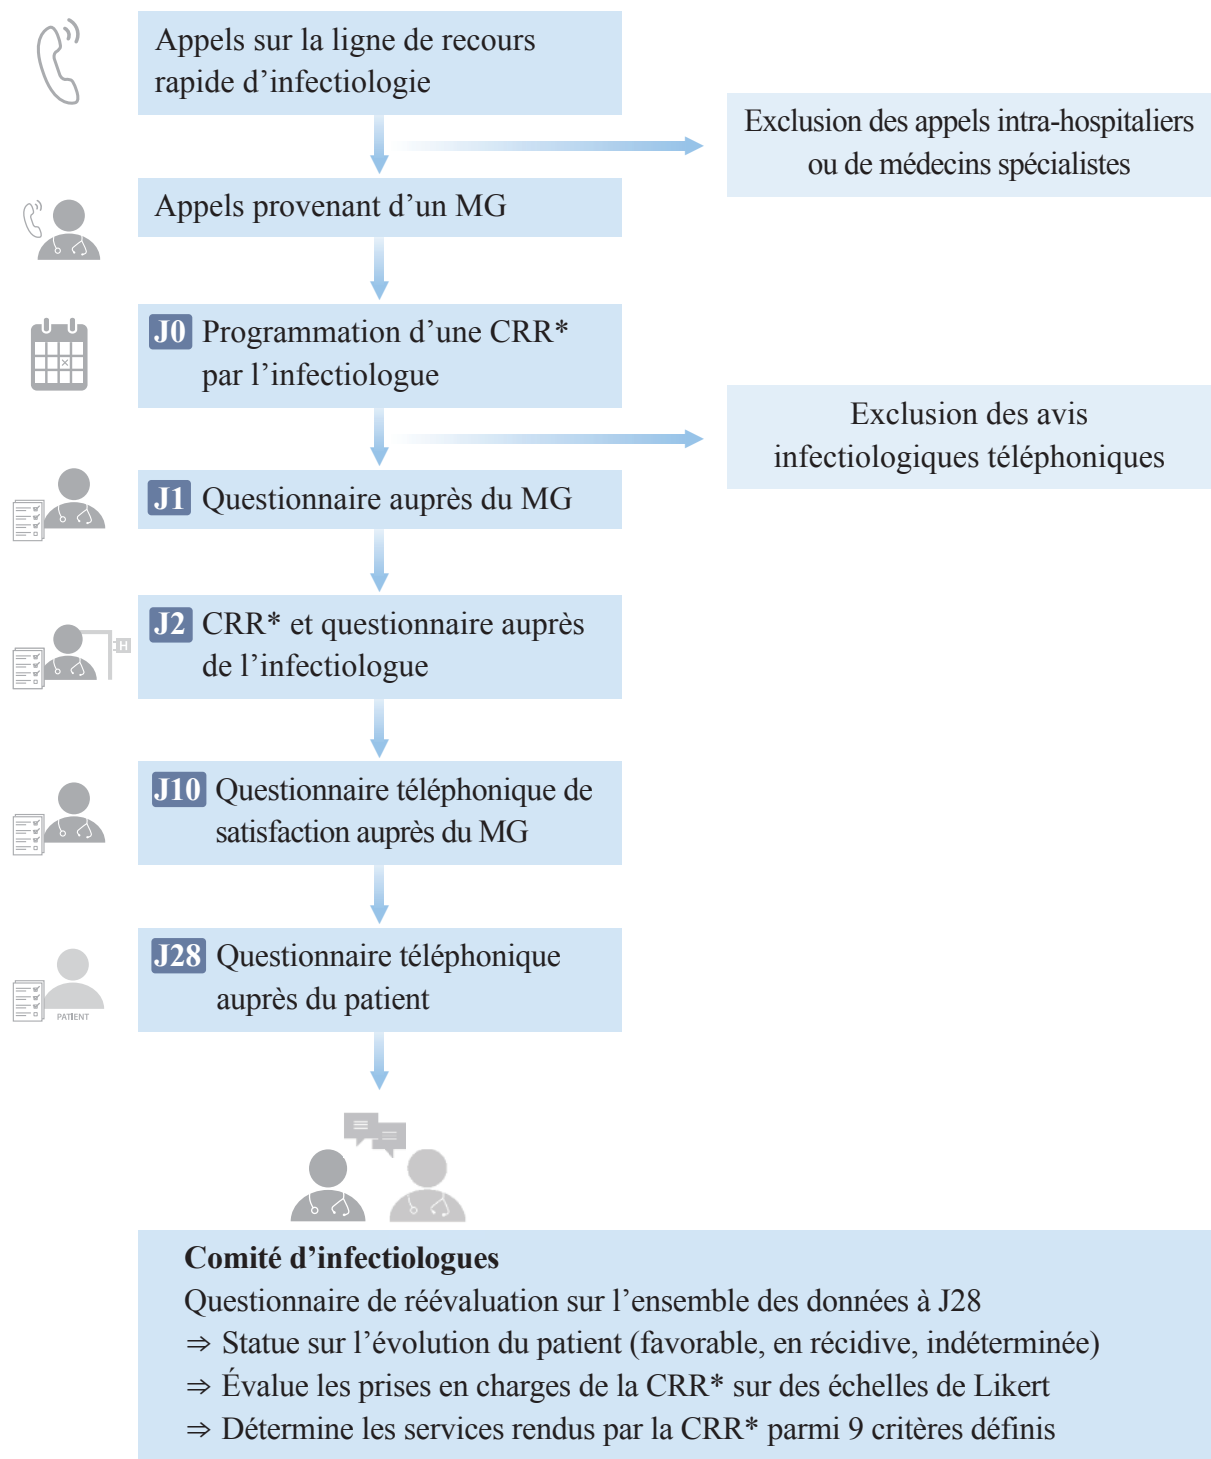 Appels sur la ligne de recours
rapide d’infectiologie
Exclusion des appels intra-hospitaliers
ou de médecins spécialistes
Appels provenant d’un MG
J0 Programmation d’une CRR*
par l’infectiologue
Exclusion des avis
infectiologiques téléphoniques
J1 Questionnaire auprès du MG
J2 CRR* et questionnaire auprès
de l’infectiologue
H
J10 Questionnaire téléphonique de
satisfaction auprès du MG
J28 Questionnaire téléphonique
auprès du patient
PATIENT
Comité d’infectiologues
Questionnaire de réévaluation sur l’ensemble des données à J28
⇒ Statue sur l’évolution du patient (favorable, en récidive, indéterminée)
⇒ Évalue les prises en charges de la CRR* sur des échelles de Likert
⇒ Détermine les services rendus par la CRR* parmi 9 critères définis